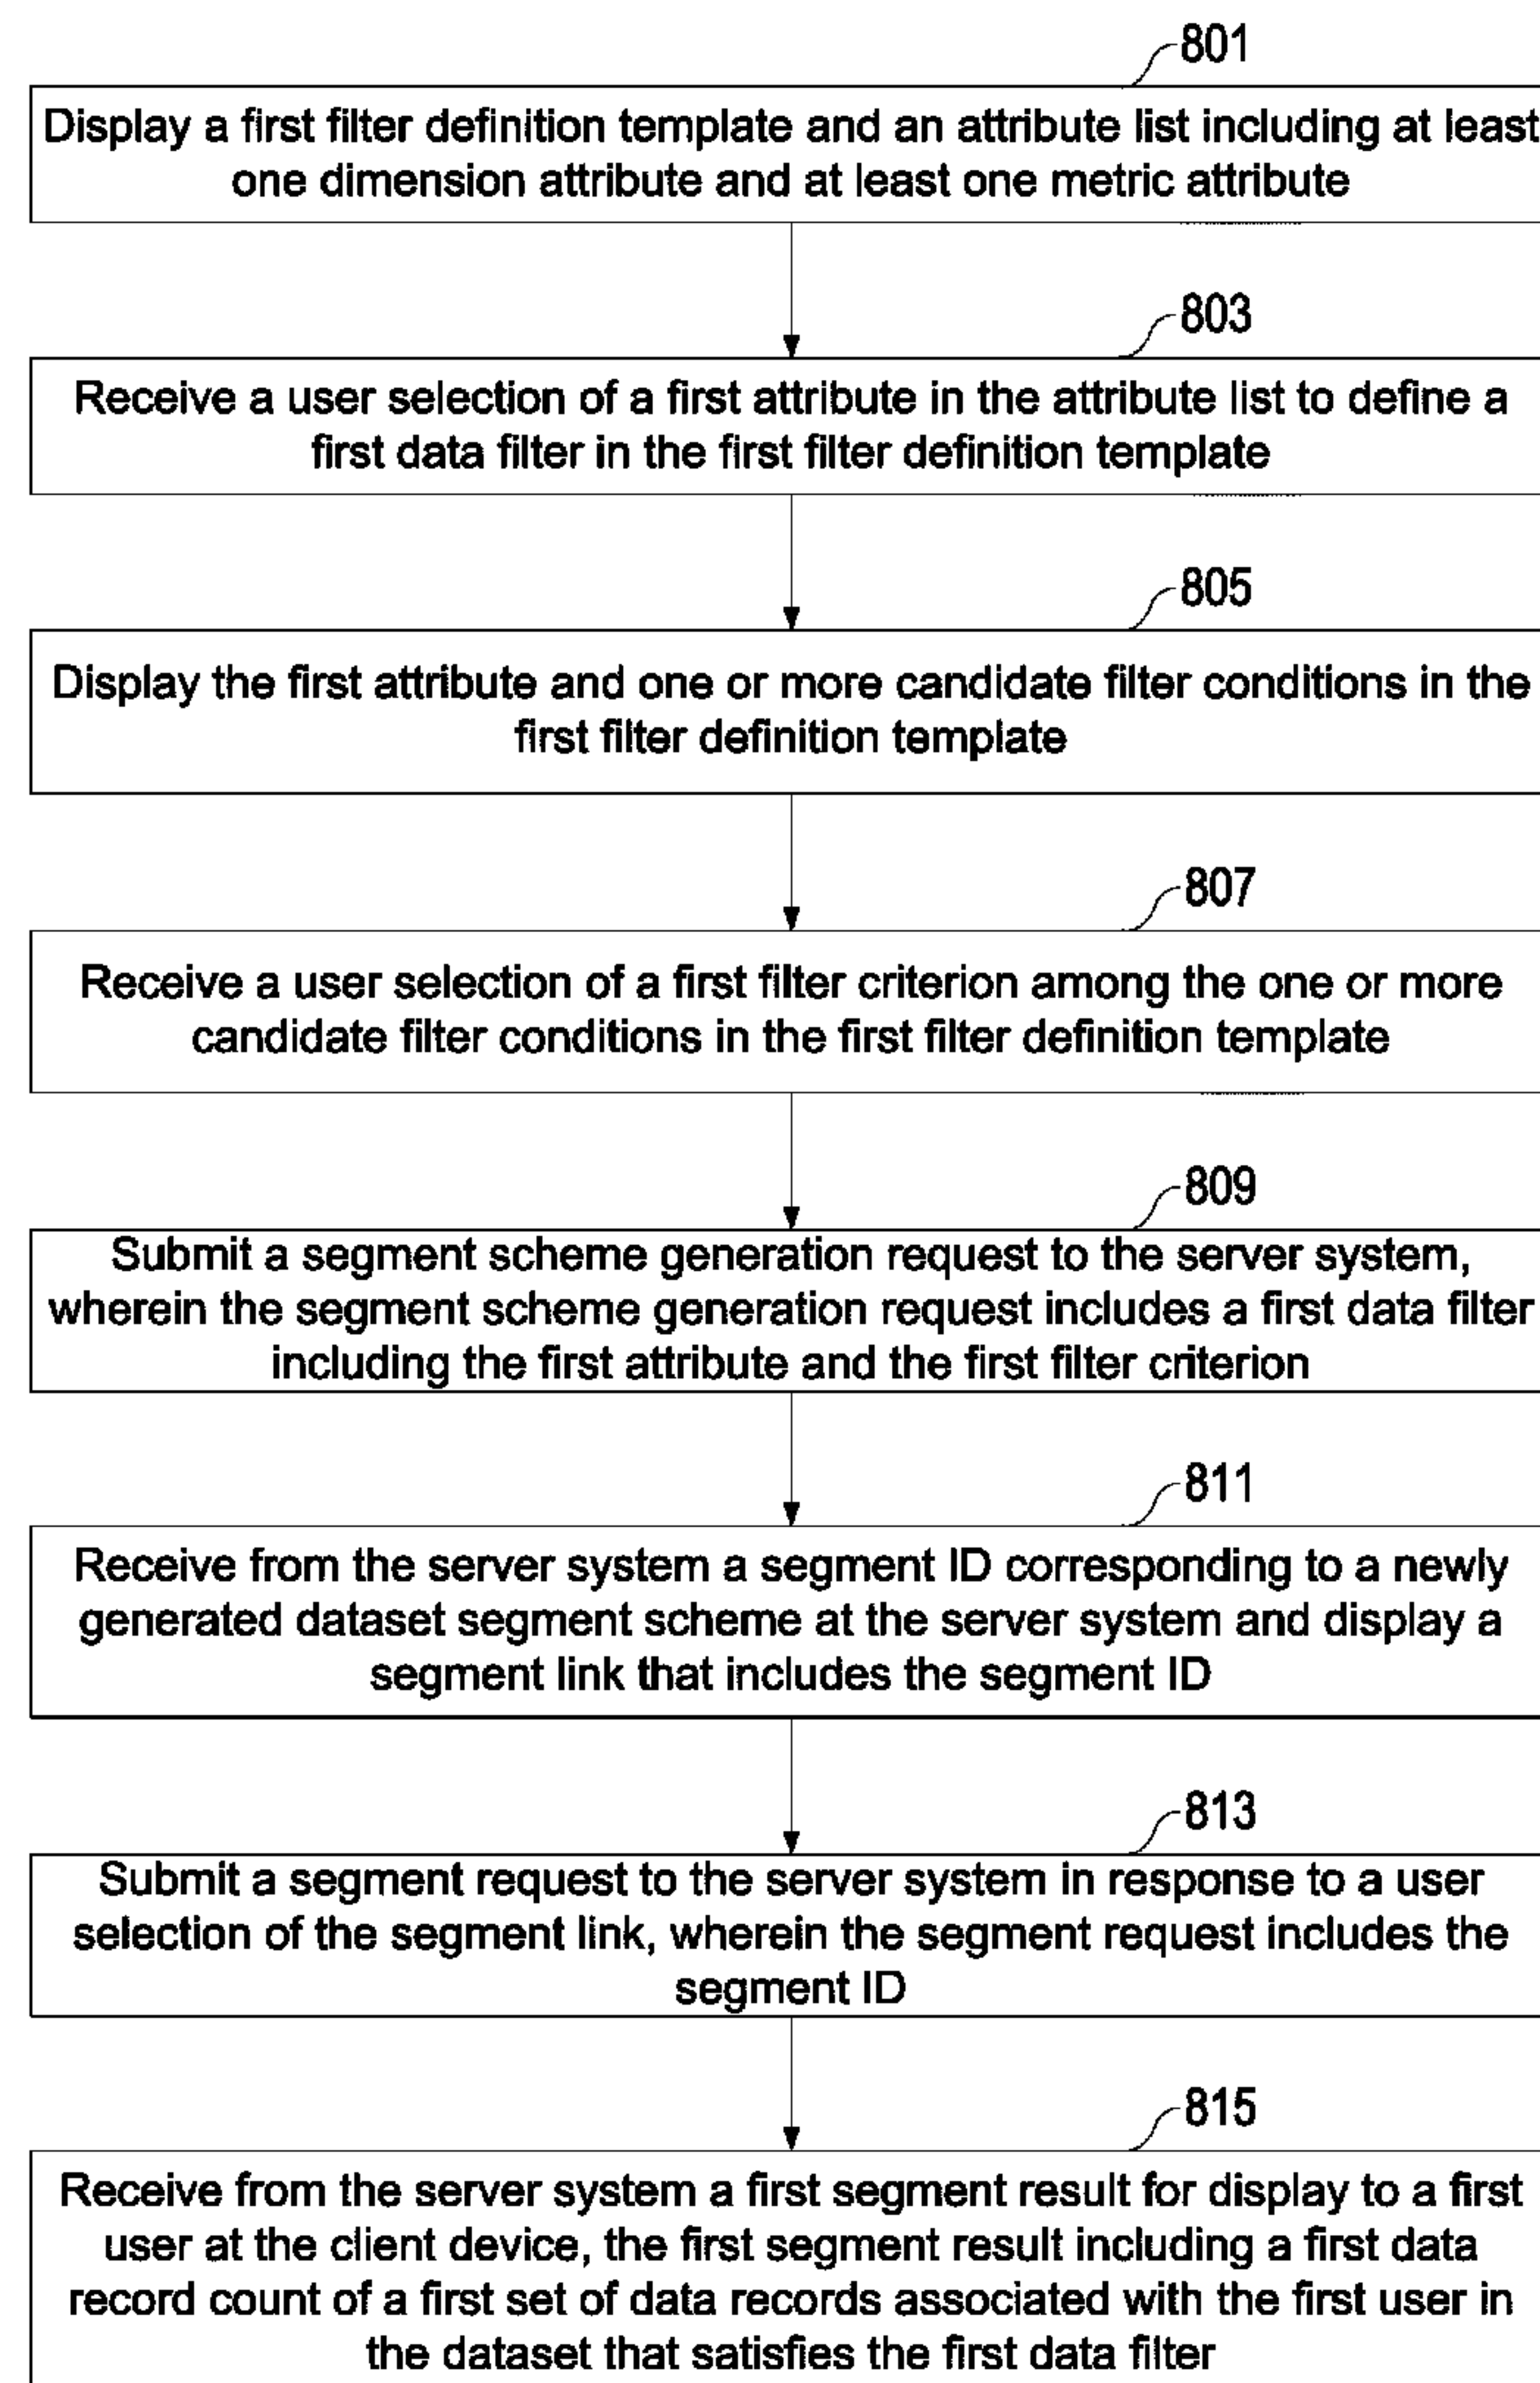 801
Display a first filter definition template and an attribute list including at least
one dimension attribute and at least one metric attribute
803
Receive a user selection of a first attribute in the attribute list to define a
first data filter in the first filter definition template
805
Display the first attribute and one or more candidate filter conditions in the
first filter definition template
807
Receive a user selection of a first filter criterion among the one or more
candidate filter conditions in the first filter definition template
809
Submit a segment scheme generation request to the server system,
wherein the segment scheme generation request includes a first data filter
including the first attribute and the first filter criterion
811
Receive from the server system a segment ID corresponding to a newly
generated dataset segment scheme at the server system and display a
segment link that includes the segment ID
813
Submit a segment request to the server system in response to a user
selection of the segment link, wherein the segment request includes the
segment ID
815
Receive from the server system a first segment result for display to a first
user at the client device, the first segment result including a first data
record count of a first set of data records associated with the first user in
the dataset that satisfies the first data filter